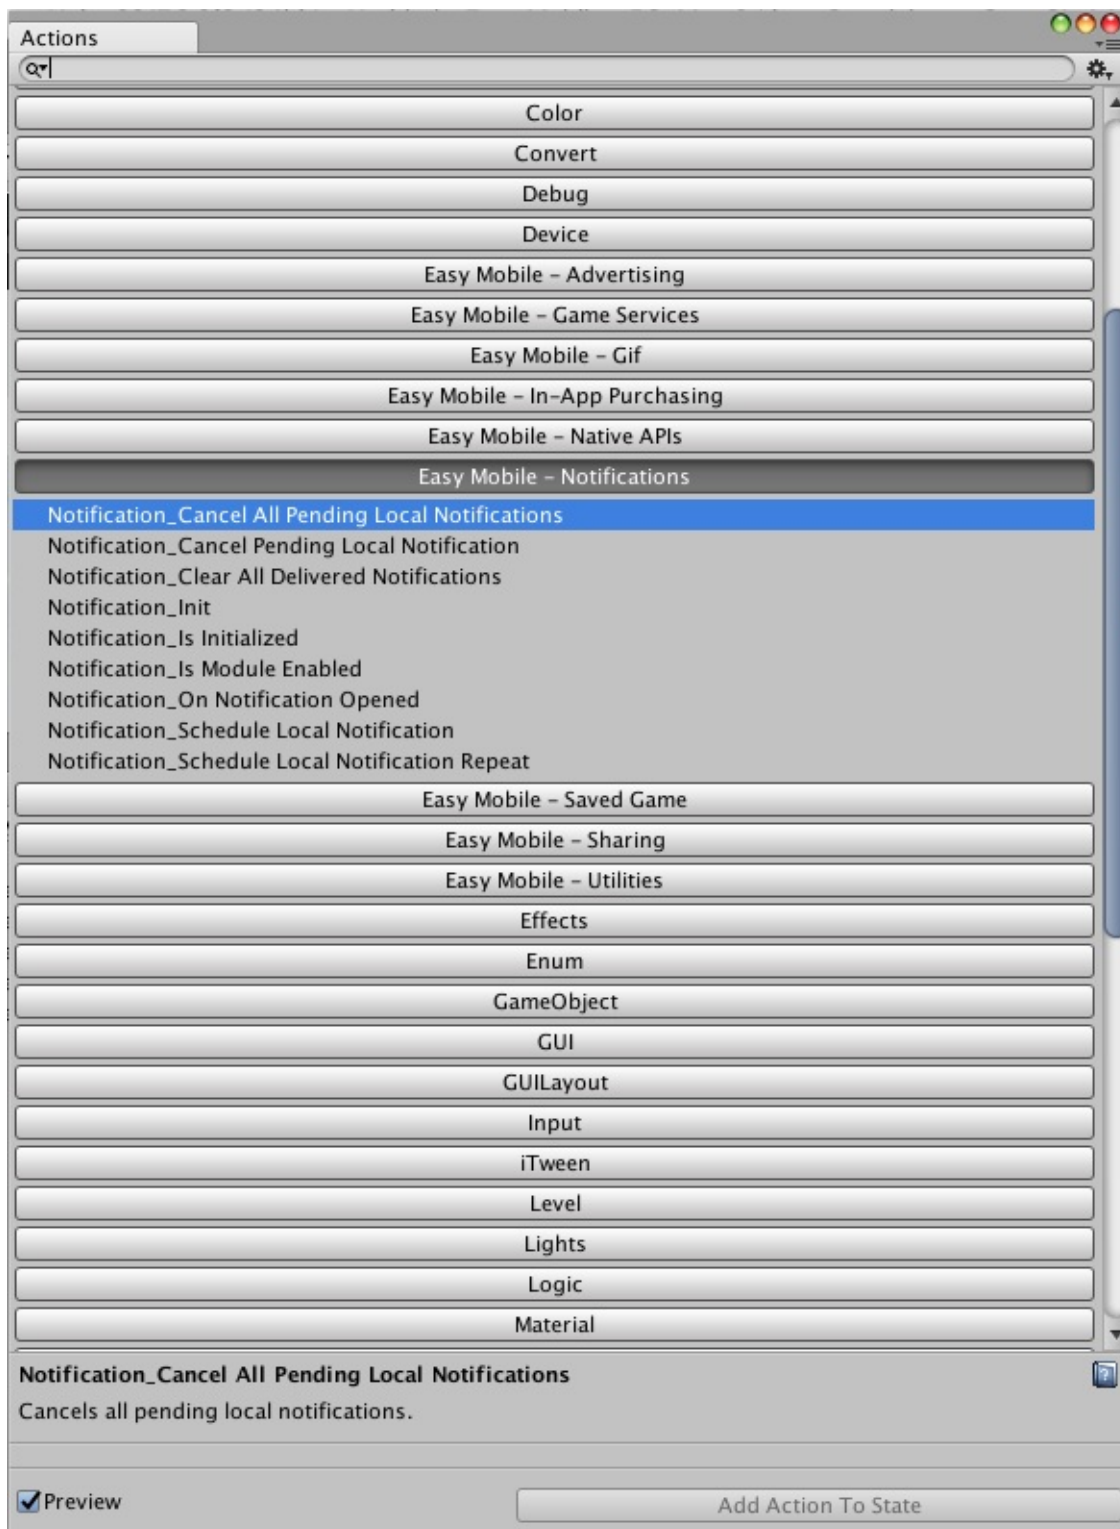 Actions
Color
Convert
Debug
Device
Easy Mobile – Advertising
Easy Mobile – Game Services
Easy Mobile – Gif
Easy Mobile – In-App Purchasing
Easy Mobile – Native APIs
Easy Mobile – Notifications
Notification_Cancel All Pending Local Notifications
Notification_Cancel Pending Local Notification
Notification_Clear All Delivered Notifications
Notification_Init
Notification_Is Initialized
Notification_Is Module Enabled
Notification_On Notification Opened
Notification_Schedule Local Notification
Notification_Schedule Local Notification Repeat
Easy Mobile – Saved Game
Easy Mobile – Sharing
Easy Mobile – Utilities
Effects
Enum
GameObject
GUI
GUILayout
Input
iTween
Level
Lights
Logic
Material
Notification_Cancel All Pending Local Notifications
Cancels all pending local notifications.
Preview
Add Action To State